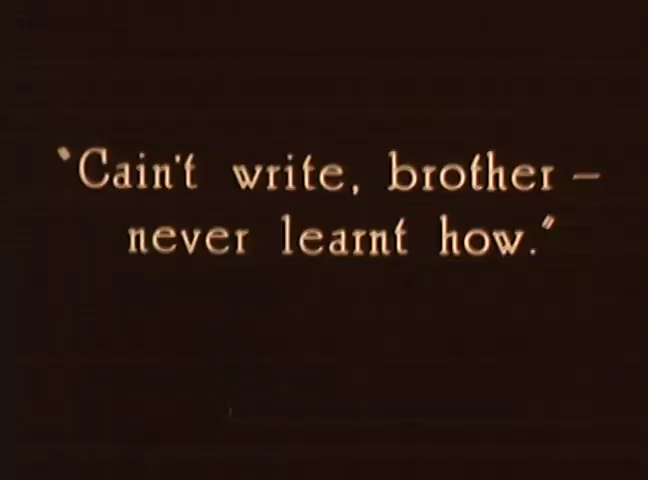 "Cain't write, brother –
never learnt how."